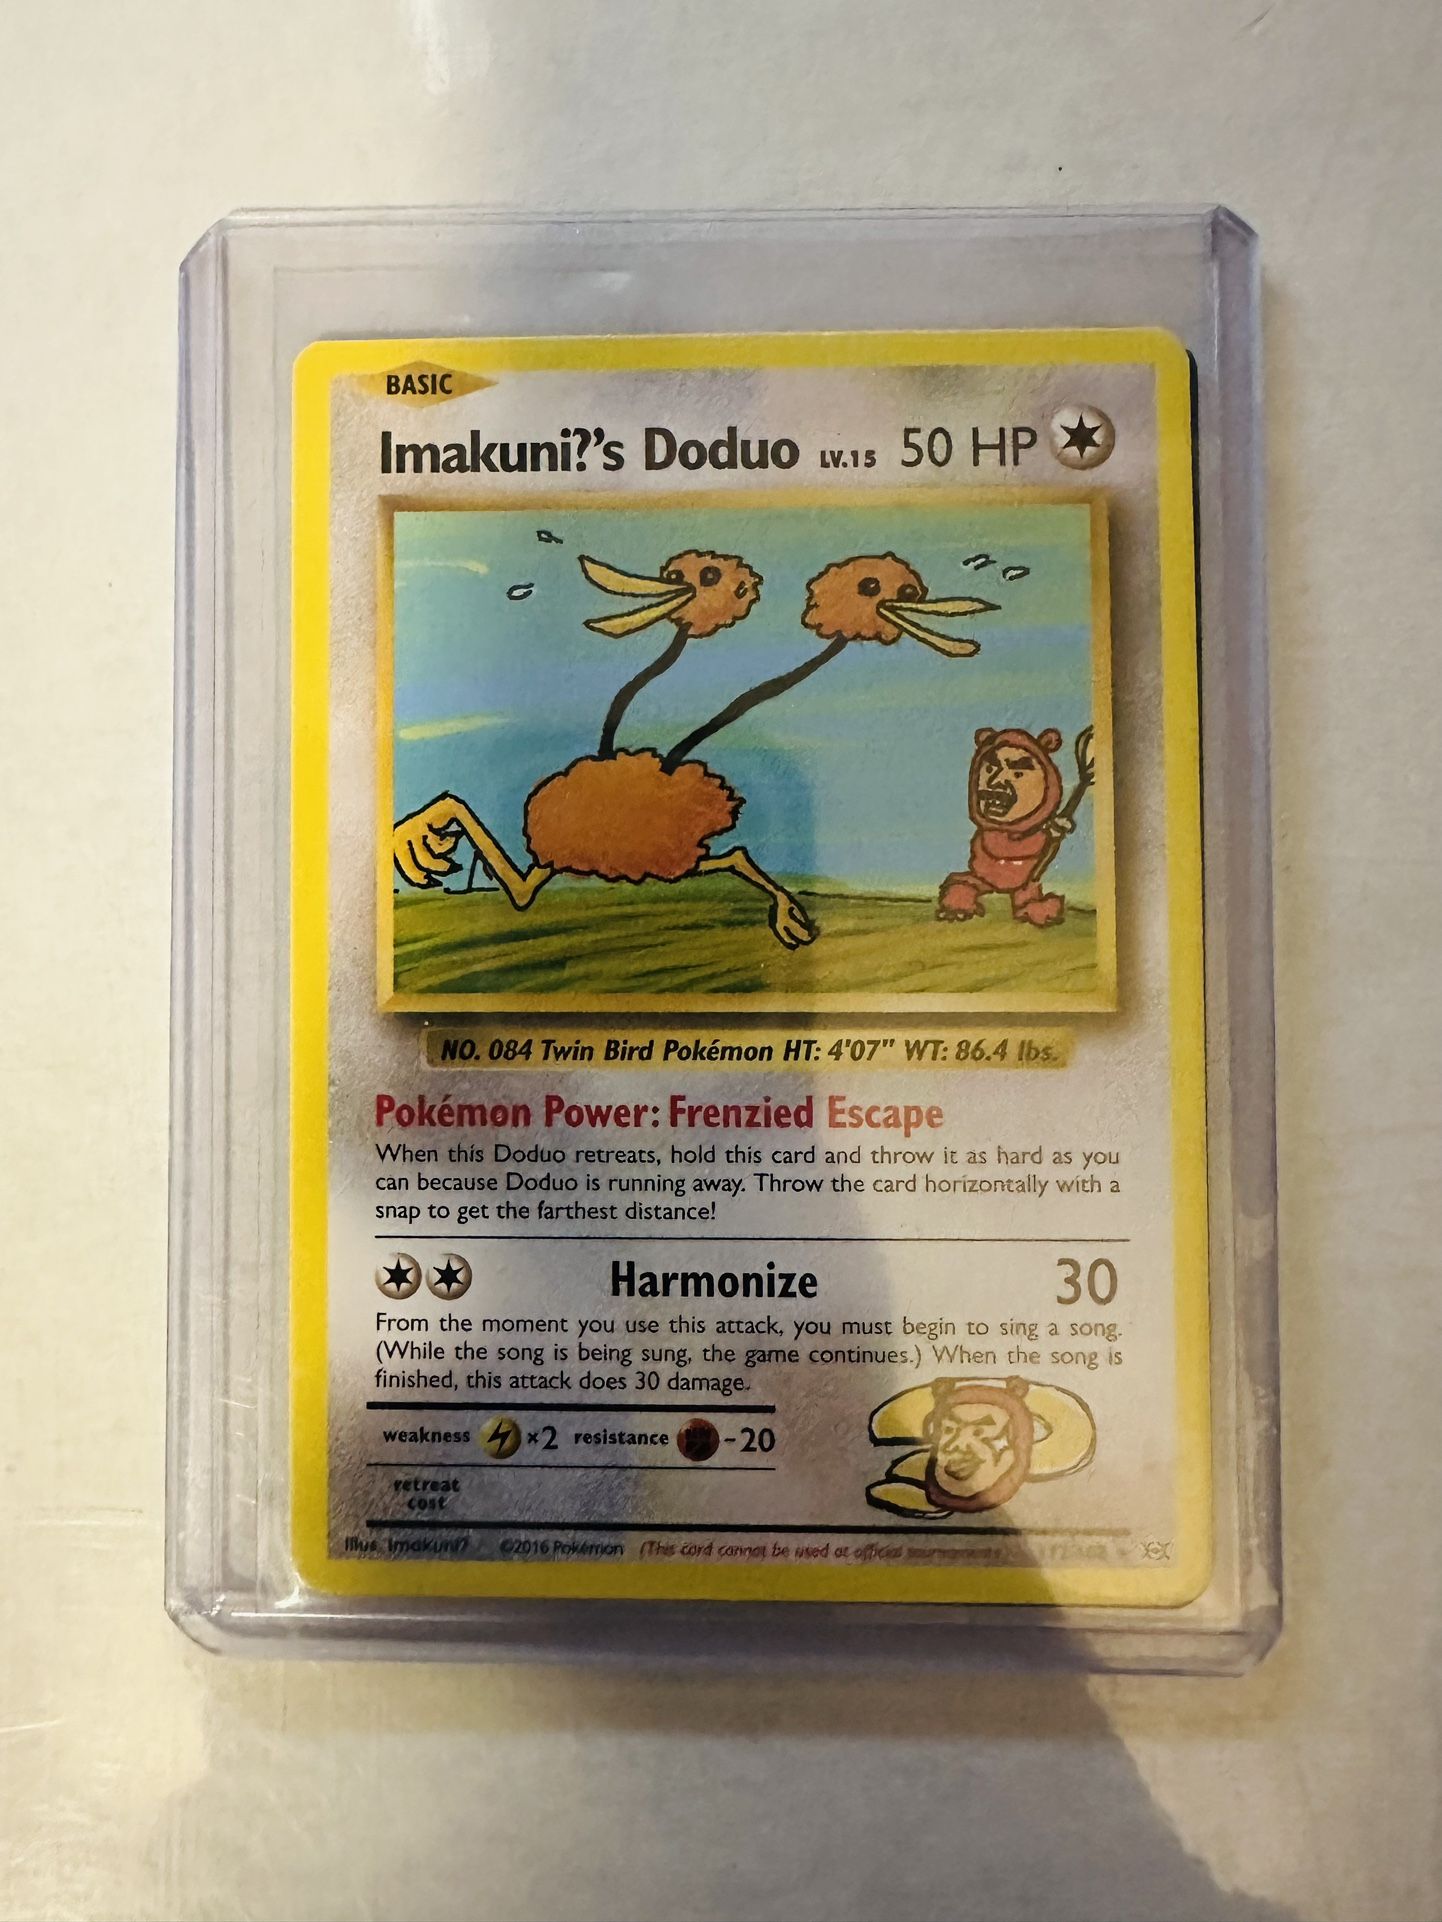 BASIC
Imakuni?'s Doduo LV.15 50 HP
NO. 084 Twin Bird Pokémon HT: 4'07" WT: 86.4 lbs.
Pokémon Power: Frenzied Escape
When this Doduo retreats, hold this card and throw it as hard as you
can because Doduo is running away. Throw the card horizontally with a
snap to get the farthest distance!
Harmonize 30
From the moment you use this attack, you must begin to sing a song.
(While the song is being sung, the game continues.) When the song is
finished, this attack does 30 damage.
weakness ×2 resistance -20
retreat
cost
Illus. Imakuni? ©2016 Pokémon (This card cannot be used at official